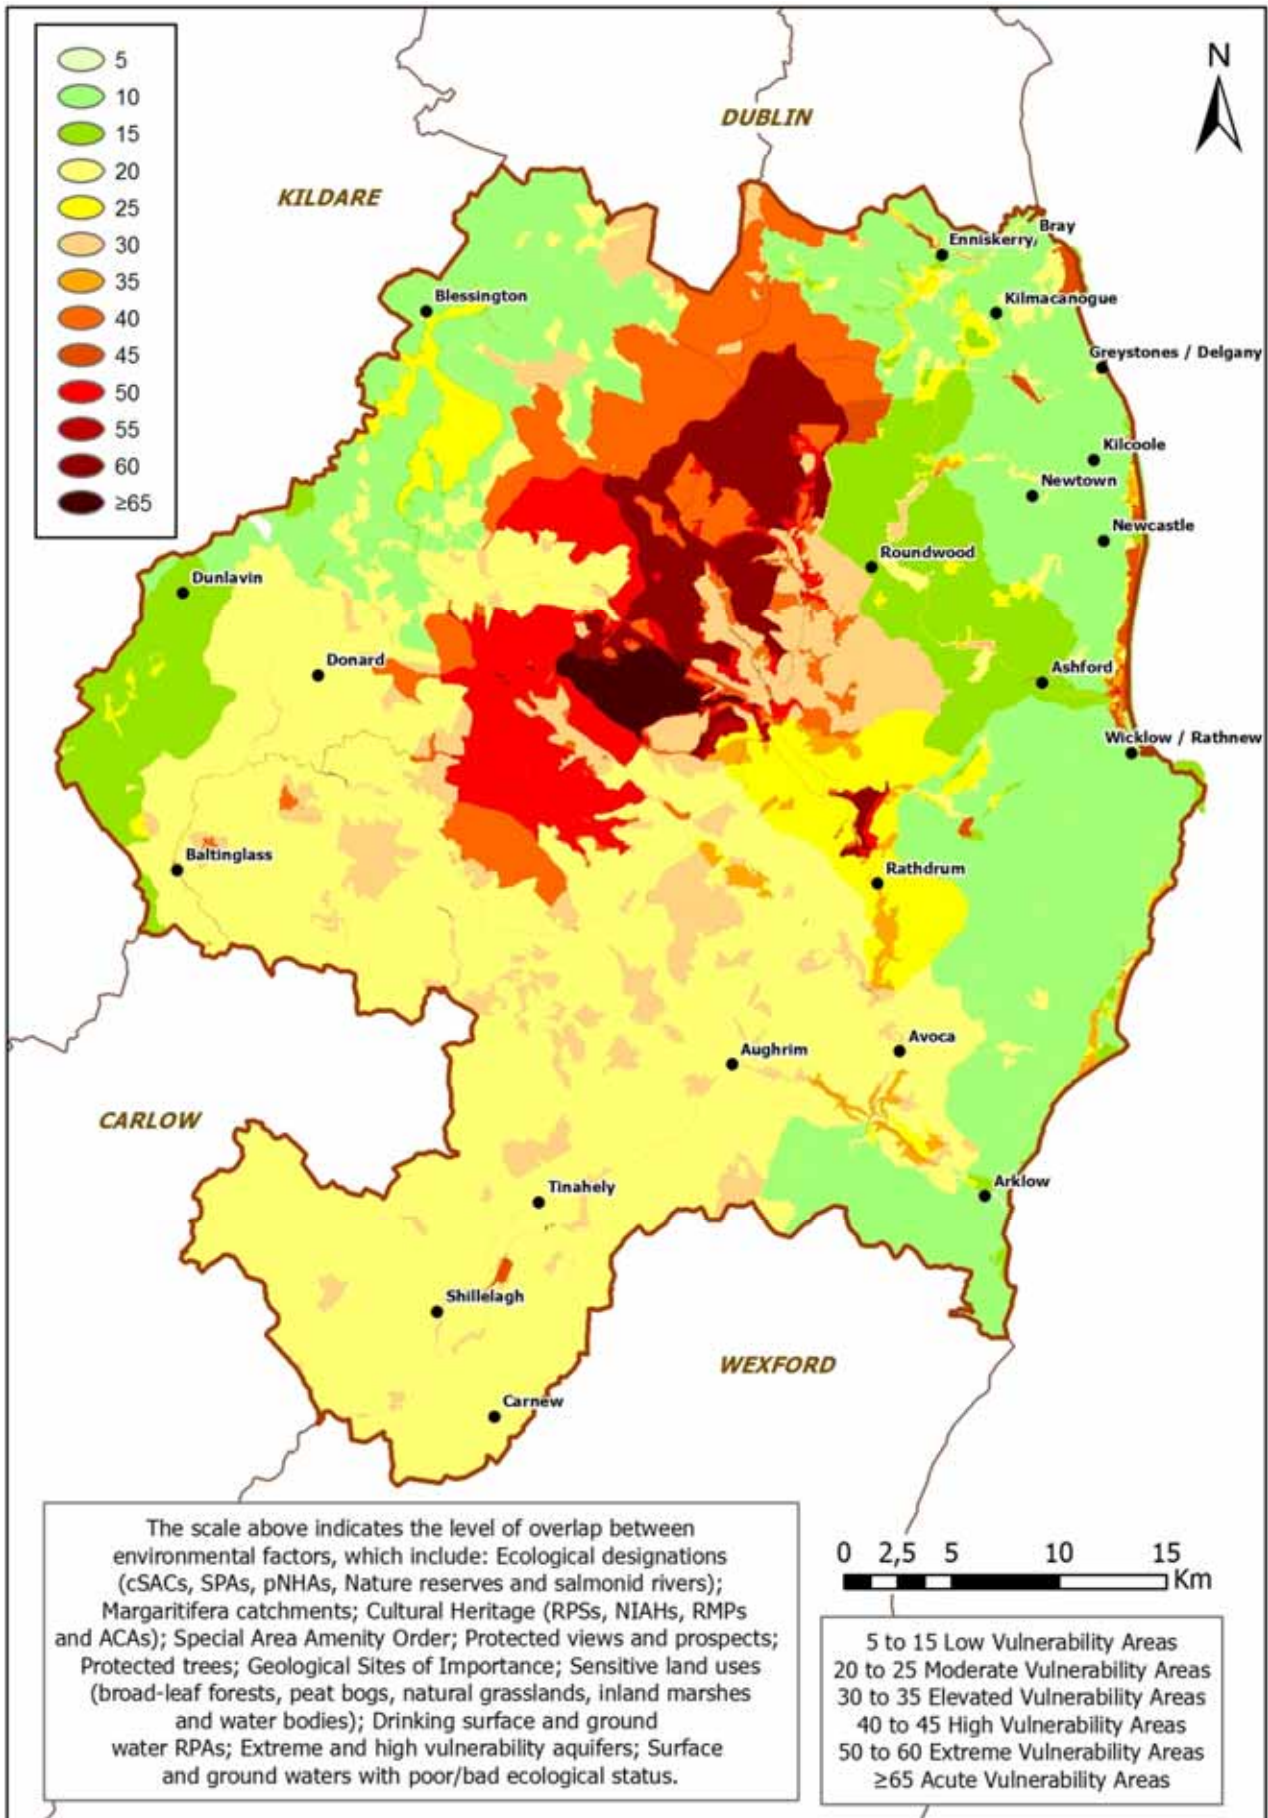 5
10
15
20
25
30
35
40
45
50
55
60
≥65
N
DUBLIN
KILDARE
Bray
Enniskerry
Blessington
Kilmacanogue
Greystones / Delgany
Kilcoole
Newtown
Newcastle
Roundwood
Dunlavin
Donard
Ashford
Wicklow / Rathnew
Baltinglass
Rathdrum
Avoca
Aughrim
CARLOW
Tinahely
Arklow
Shillelagh
WEXFORD
Carnew
The scale above indicates the level of overlap between
environmental factors, which include: Ecological designations
(cSACs, SPAs, pNHAs, Nature reserves and salmonid rivers);
Margaritifera catchments; Cultural Heritage (RPSs, NIAHs, RMPs
and ACAs); Special Area Amenity Order; Protected views and prospects;
Protected trees; Geological Sites of Importance; Sensitive land uses
(broad-leaf forests, peat bogs, natural grasslands, inland marshes
and water bodies); Drinking surface and ground
water RPAs; Extreme and high vulnerability aquifers; Surface
and ground waters with poor/bad ecological status.
0 2,5 5 10 15
Km
5 to 15 Low Vulnerability Areas
20 to 25 Moderate Vulnerability Areas
30 to 35 Elevated Vulnerability Areas
40 to 45 High Vulnerability Areas
50 to 60 Extreme Vulnerability Areas
≥65 Acute Vulnerability Areas